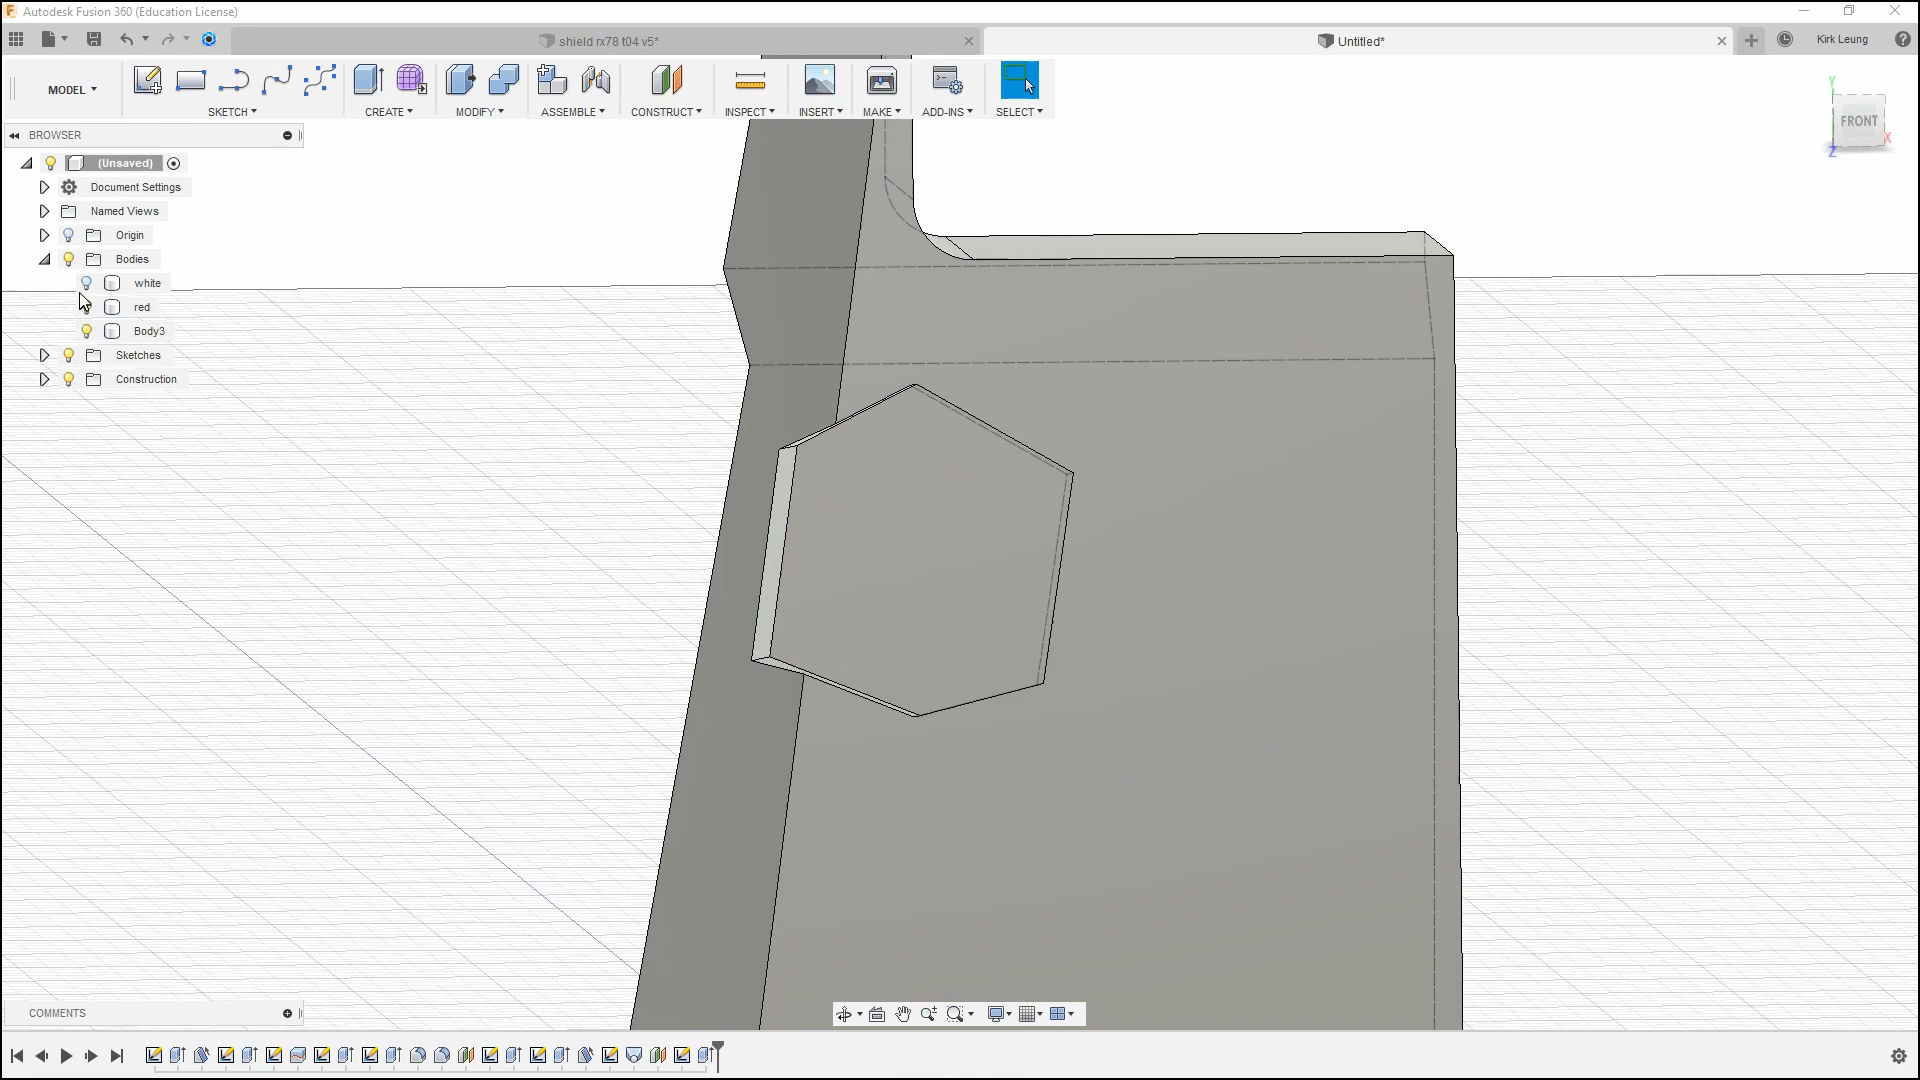 Autodesk Fusion 360 (Education License)
shield rx78 t04 v5*
Untitled*
Kirk Leung
MODEL
SKETCH
CREATE
MODIFY
ASSEMBLE
CONSTRUCT
INSPECT
INSERT
MAKE
ADD-INS
SELECT
BROWSER
(Unsaved)
Document Settings
Named Views
Origin
Bodies
white
red
Body3
Sketches
Construction
Y
FRONT
X
Z
COMMENTS